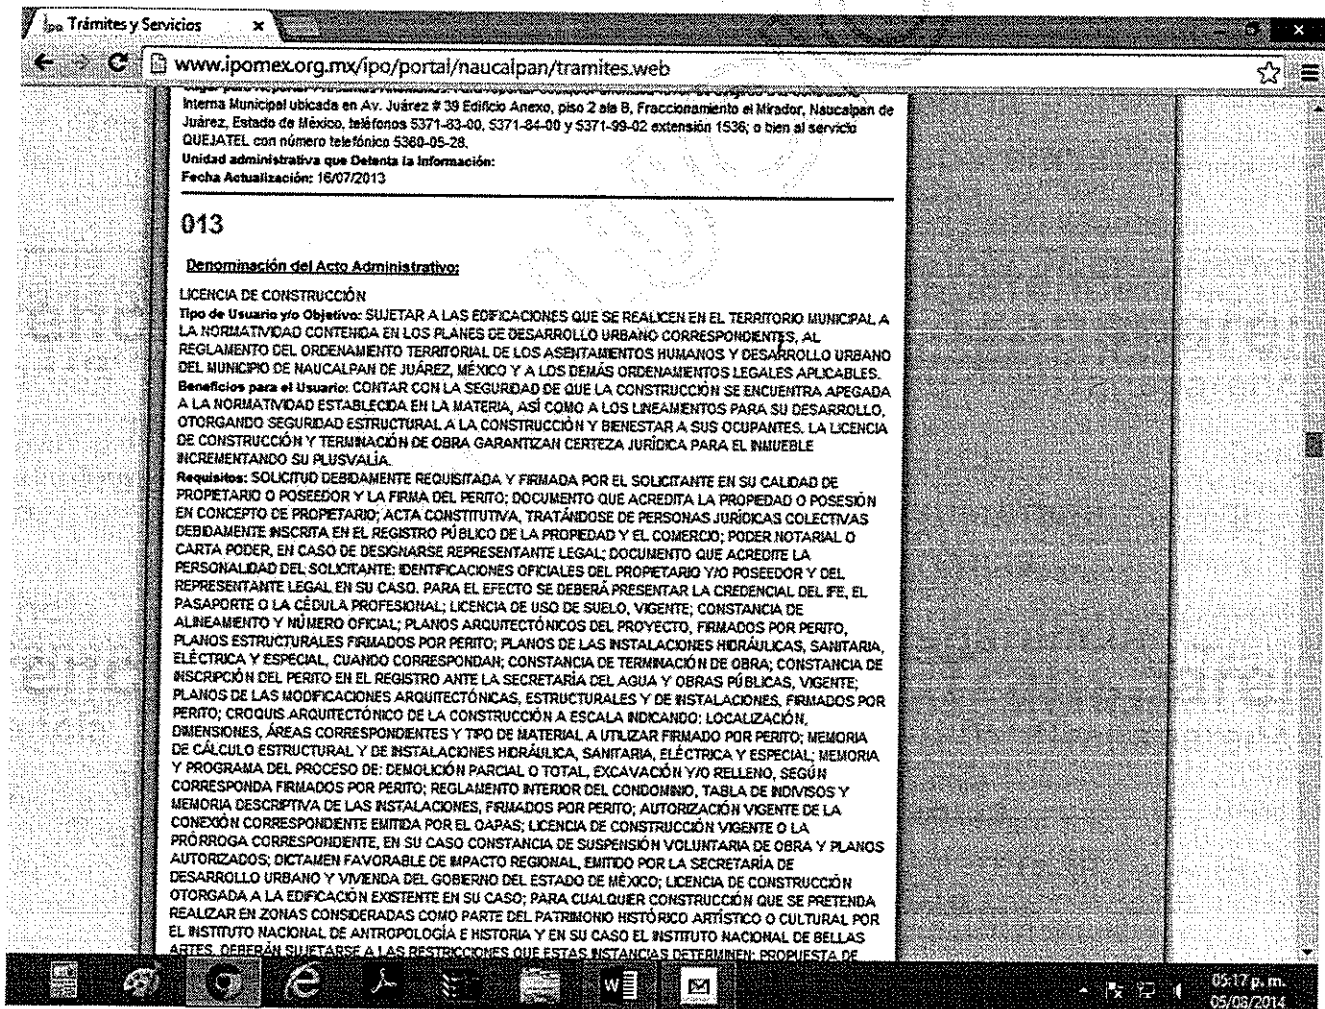 ipo Trámites y Servicios
www.ipomex.org.mx/ipo/portal/naucalpan/tramites.web
Interna Municipal ubicada en Av. Juárez # 39 Edificio Anexo, piso 2 ala B, Fraccionamiento el Mirador, Naucalpan de
Juárez, Estado de México, teléfonos 5371-83-00, 5371-84-00 y 5371-99-02 extensión 1536; o bien al servicio
QUEJATEL con número telefónico 5360-05-28.
Unidad administrativa que Detenta la Información:
Fecha Actualización: 16/07/2013
013
Denominación del Acto Administrativo:
LICENCIA DE CONSTRUCCIÓN
Tipo de Usuario y/o Objetivo: SUJETAR A LAS EDIFICACIONES QUE SE REALICEN EN EL TERRITORIO MUNICIPAL A
LA NORMATIVIDAD CONTENIDA EN LOS PLANES DE DESARROLLO URBANO CORRESPONDIENTES, AL
REGLAMENTO DEL ORDENAMIENTO TERRITORIAL DE LOS ASENTAMIENTOS HUMANOS Y DESARROLLO URBANO
DEL MUNICIPIO DE NAUCALPAN DE JUÁREZ, MÉXICO Y A LOS DEMÁS ORDENAMIENTOS LEGALES APLICABLES.
Beneficios para el Usuario: CONTAR CON LA SEGURIDAD DE QUE LA CONSTRUCCIÓN SE ENCUENTRA APEGADA
A LA NORMATIVIDAD ESTABLECIDA EN LA MATERIA, ASÍ COMO A LOS LINEAMIENTOS PARA SU DESARROLLO,
OTORGANDO SEGURIDAD ESTRUCTURAL A LA CONSTRUCCIÓN Y BIENESTAR A SUS OCUPANTES. LA LICENCIA
DE CONSTRUCCIÓN Y TERMINACIÓN DE OBRA GARANTIZAN CERTEZA JURÍDICA PARA EL INMUEBLE
INCREMENTANDO SU PLUSVALÍA.
Requisitos: SOLICITUD DEBIDAMENTE REQUISITADA Y FIRMADA POR EL SOLICITANTE EN SU CALIDAD DE
PROPIETARIO O POSEEDOR Y LA FIRMA DEL PERITO; DOCUMENTO QUE ACREDITA LA PROPIEDAD O POSESIÓN
EN CONCEPTO DE PROPIETARIO; ACTA CONSTITUTIVA, TRATÁNDOSE DE PERSONAS JURÍDICAS COLECTIVAS
DEBIDAMENTE INSCRITA EN EL REGISTRO PÚBLICO DE LA PROPIEDAD Y EL COMERCIO; PODER NOTARIAL O
CARTA PODER, EN CASO DE DESIGNARSE REPRESENTANTE LEGAL; DOCUMENTO QUE ACREDITE LA
PERSONALIDAD DEL SOLICITANTE; IDENTIFICACIONES OFICIALES DEL PROPIETARIO Y/O POSEEDOR Y DEL
REPRESENTANTE LEGAL EN SU CASO. PARA EL EFECTO SE DEBERÁ PRESENTAR LA CREDENCIAL DEL IFE, EL
PASAPORTE O LA CÉDULA PROFESIONAL; LICENCIA DE USO DE SUELO, VIGENTE; CONSTANCIA DE
ALINEAMIENTO Y NÚMERO OFICIAL; PLANOS ARQUITECTÓNICOS DEL PROYECTO, FIRMADOS POR PERITO,
PLANOS ESTRUCTURALES FIRMADOS POR PERITO; PLANOS DE LAS INSTALACIONES HIDRÁULICAS, SANITARIA,
ELÉCTRICA Y ESPECIAL, CUANDO CORRESPONDAN; CONSTANCIA DE TERMINACIÓN DE OBRA; CONSTANCIA DE
INSCRIPCIÓN DEL PERITO EN EL REGISTRO ANTE LA SECRETARÍA DEL AGUA Y OBRAS PÚBLICAS, VIGENTE;
PLANOS DE LAS MODIFICACIONES ARQUITECTÓNICAS, ESTRUCTURALES Y DE INSTALACIONES, FIRMADOS POR
PERITO; CROQUIS ARQUITECTÓNICO DE LA CONSTRUCCIÓN A ESCALA INDICANDO: LOCALIZACIÓN,
DIMENSIONES, ÁREAS CORRESPONDIENTES Y TIPO DE MATERIAL A UTILIZAR FIRMADO POR PERITO; MEMORIA
DE CÁLCULO ESTRUCTURAL Y DE INSTALACIONES HIDRÁULICA, SANITARIA, ELÉCTRICA Y ESPECIAL; MEMORIA
Y PROGRAMA DEL PROCESO DE: DEMOLICIÓN PARCIAL O TOTAL, EXCAVACIÓN Y/O RELLENO, SEGÚN
CORRESPONDA FIRMADOS POR PERITO; REGLAMENTO INTERIOR DEL CONDOMINIO, TABLA DE INDIVISOS Y
MEMORIA DESCRIPTIVA DE LAS INSTALACIONES, FIRMADOS POR PERITO; AUTORIZACIÓN VIGENTE DE LA
CONEXIÓN CORRESPONDIENTE EMITIDA POR EL OAPAS; LICENCIA DE CONSTRUCCIÓN VIGENTE O LA
PRÓRROGA CORRESPONDIENTE, EN SU CASO CONSTANCIA DE SUSPENSIÓN VOLUNTARIA DE OBRA Y PLANOS
AUTORIZADOS; DICTAMEN FAVORABLE DE IMPACTO REGIONAL, EMITIDO POR LA SECRETARÍA DE
DESARROLLO URBANO Y VIVIENDA DEL GOBIERNO DEL ESTADO DE MÉXICO; LICENCIA DE CONSTRUCCIÓN
OTORGADA A LA EDIFICACIÓN EXISTENTE EN SU CASO; PARA CUALQUIER CONSTRUCCIÓN QUE SE PRETENDA
REALIZAR EN ZONAS CONSIDERADAS COMO PARTE DEL PATRIMONIO HISTÓRICO ARTÍSTICO O CULTURAL POR
EL INSTITUTO NACIONAL DE ANTROPOLOGÍA E HISTORIA Y EN SU CASO EL INSTITUTO NACIONAL DE BELLAS
ARTES, DEBERÁN SUJETARSE A LAS RESTRICCIONES QUE ESTAS INSTANCIAS DETERMINEN; PROPUESTA DE
05:17 p. m.
05/08/2014